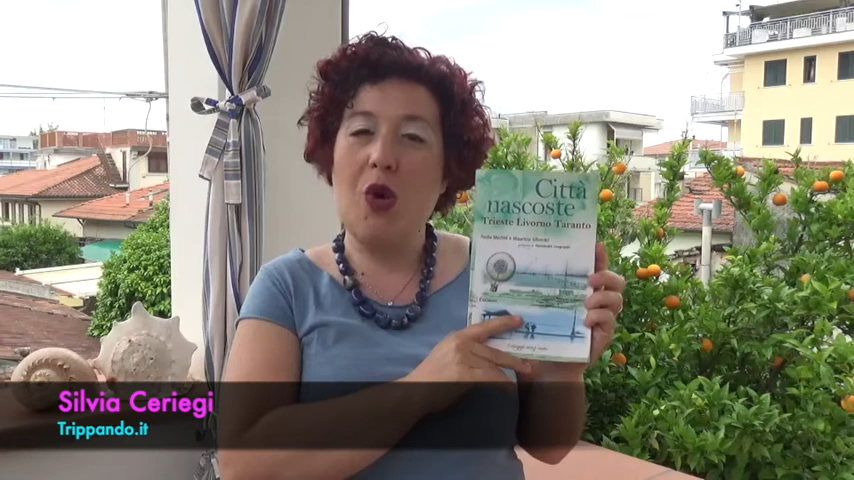 Città
nascoste
Trieste Livorno Taranto
Silvia Ceriegi
Trippando.it